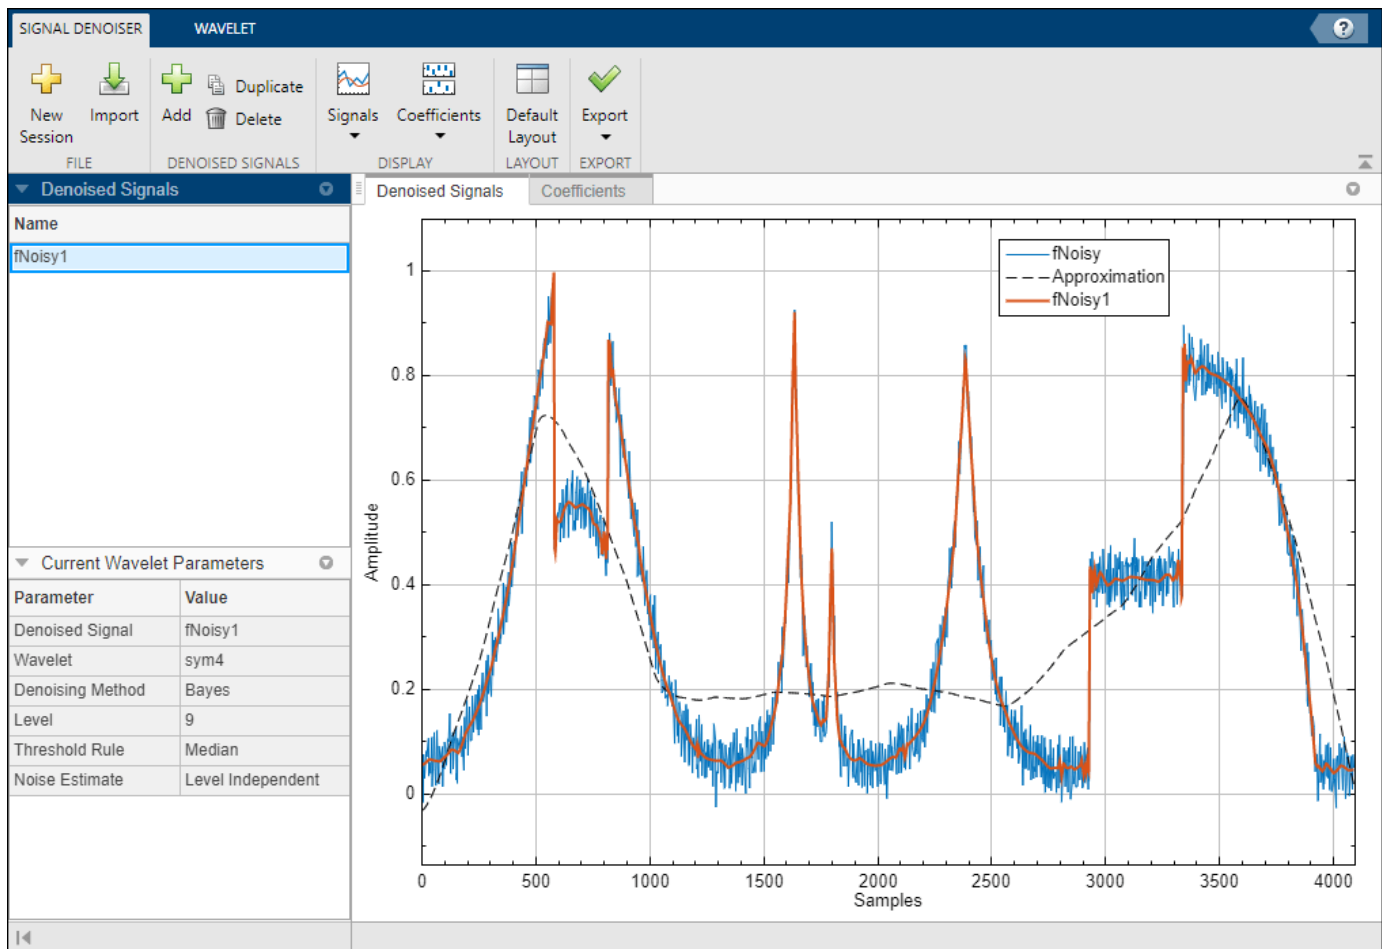 SIGNAL DENOISER WAVELET
New Session Import Add Duplicate Delete Signals Coefficients Default Layout Export
FILE DENOISED SIGNALS DISPLAY LAYOUT EXPORT
Denoised Signals
Name
fNoisy1
Current Wavelet Parameters
Parameter Value
Denoised Signal fNoisy1
Wavelet sym4
Denoising Method Bayes
Level 9
Threshold Rule Median
Noise Estimate Level Independent
Denoised Signals Coefficients
fNoisy
Approximation
fNoisy1
1
0.8
0.6
0.4
0.2
0
Amplitude
0 500 1000 1500 2000 2500 3000 3500 4000
Samples